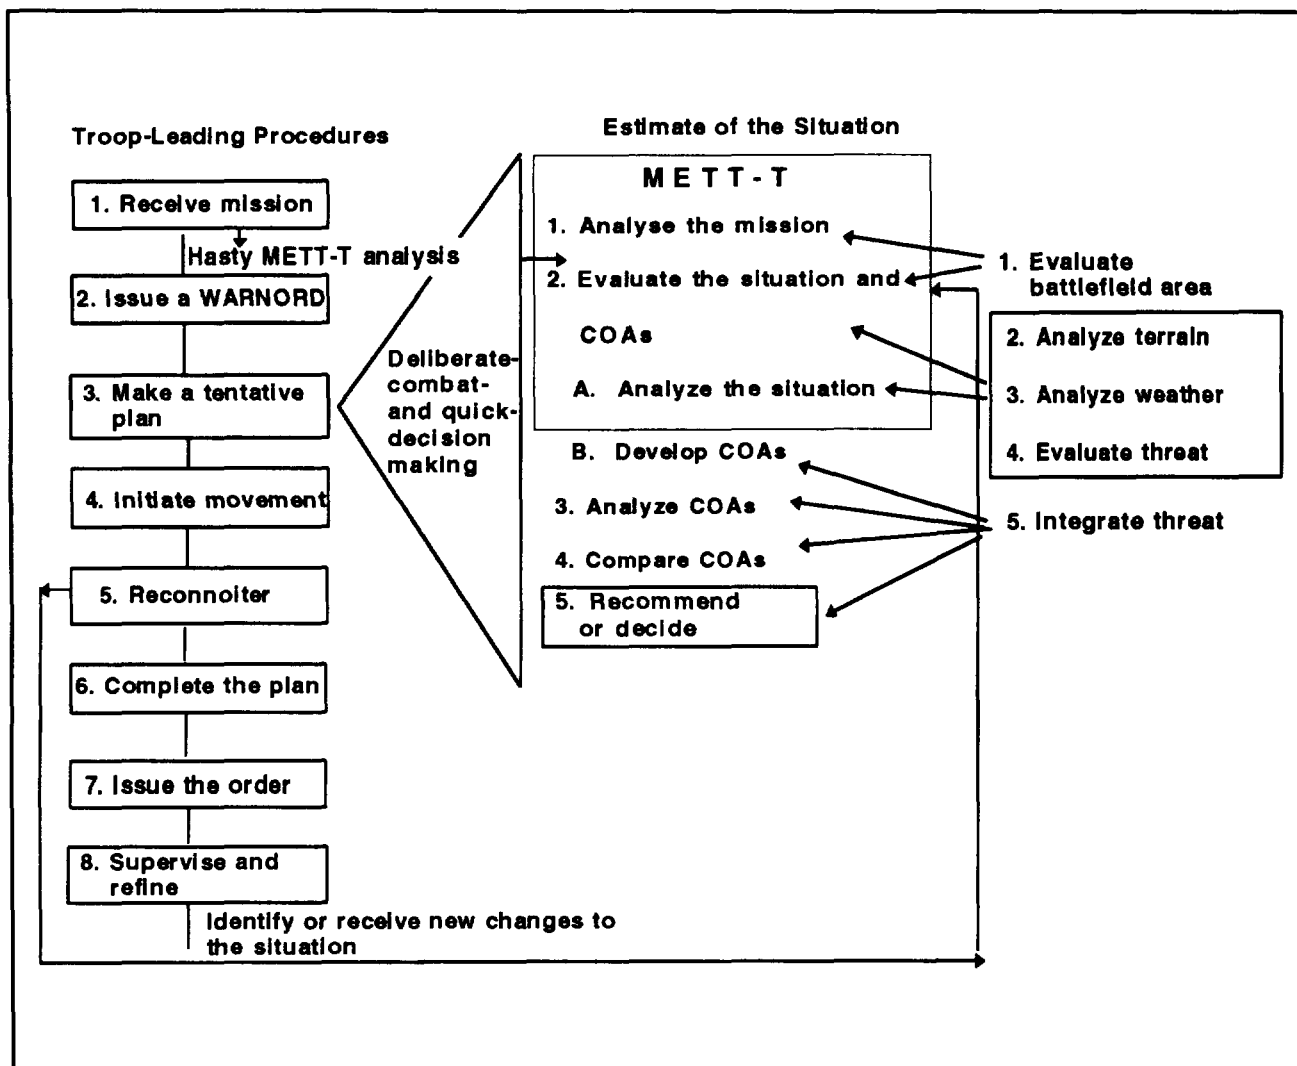 Troop-Leading Procedures
1. Receive mission
Hasty METT-T analysis
2. Issue a WARNORD
3. Make a tentative
plan
4. Initiate movement
5. Reconnoiter
6. Complete the plan
7. Issue the order
8. Supervise and
refine
Identify or receive new changes to
the situation
Deliberate-
combat-
and quick-
decision
making
Estimate of the Situation
METT-T
1. Analyse the mission
2. Evaluate the situation and
COAs
A. Analyze the situation
B. Develop COAs
3. Analyze COAs
4. Compare COAs
5. Recommend
or decide
1. Evaluate
battlefield area
2. Analyze terrain
3. Analyze weather
4. Evaluate threat
5. Integrate threat